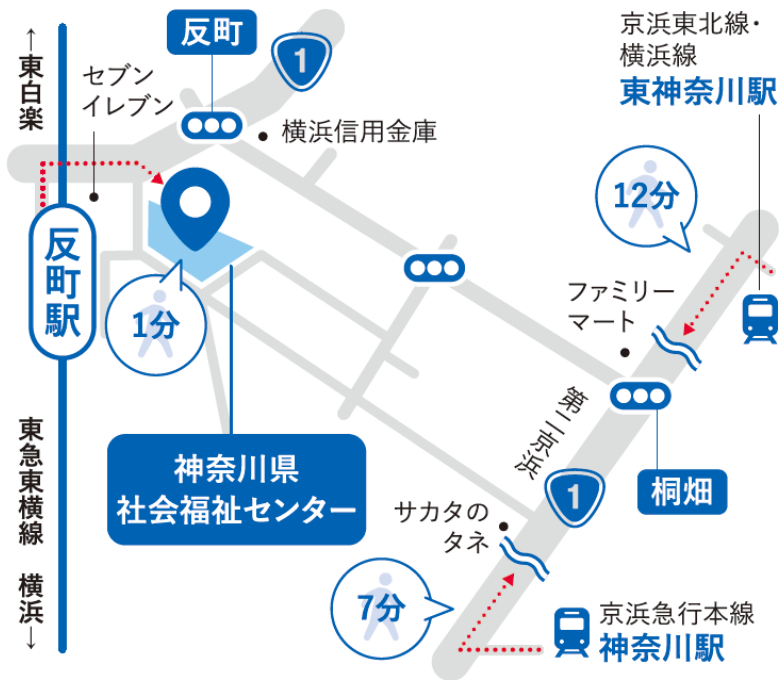 反町
1
京浜東北線・
横浜線
東神奈川駅
←東白楽
セブン
イレブン
横浜信用金庫
12分
反町駅
1分
ファミリー
マート
第二京浜
東急東横線 横浜→
神奈川県
社会福祉センター
桐畑
1
サカタの
タネ
7分
京浜急行本線
神奈川駅